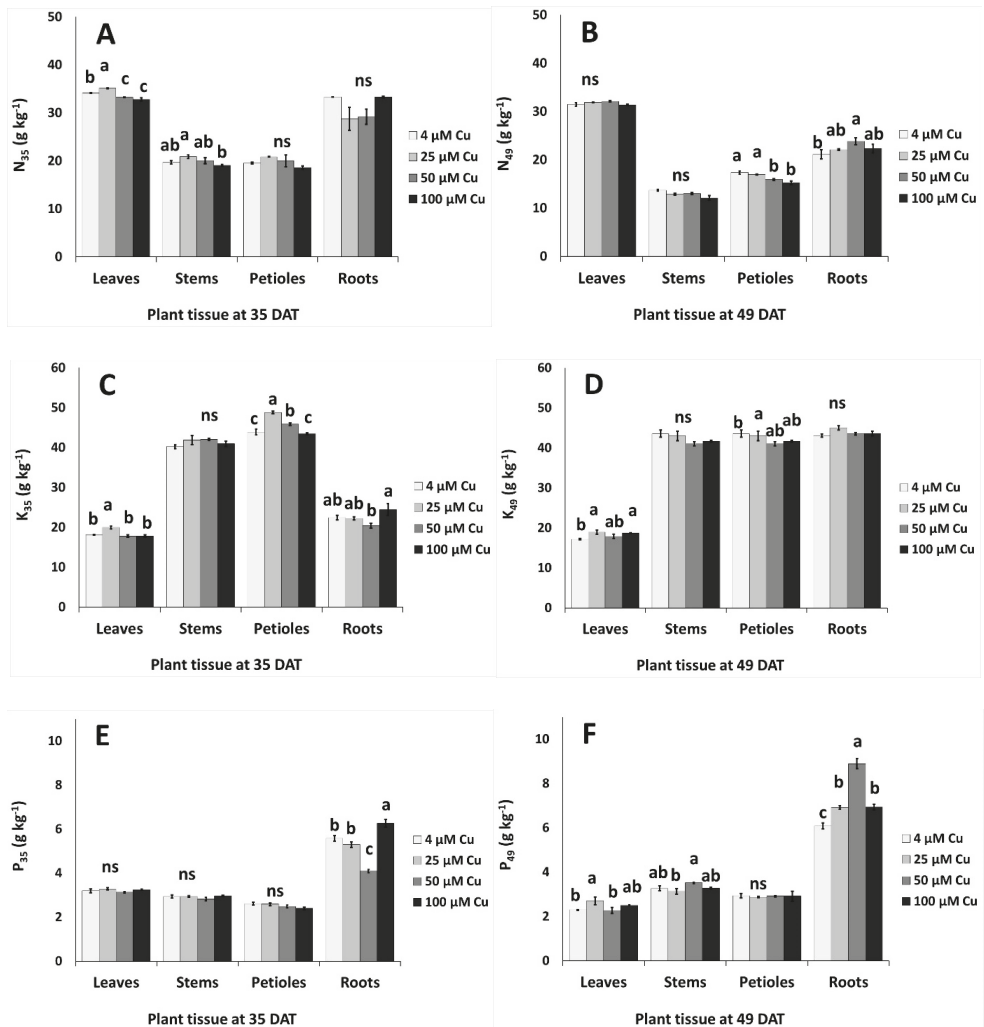 A
50
40
30
20
10
0
N35 (g kg-1)
b a c c
ab a ab b
ns
ns
Leaves Stems Petioles Roots
Plant tissue at 35 DAT
4 μM Cu
25 μM Cu
50 μM Cu
100 μM Cu
B
50
40
30
20
10
0
N49 (g kg-1)
ns
ns
a a b b
b ab a ab
Leaves Stems Petioles Roots
Plant tissue at 49 DAT
4 μM Cu
25 μM Cu
50 μM Cu
100 μM Cu
C
60
50
40
30
20
10
0
K35 (g kg-1)
b a b b
ns
c a b c
ab ab b a
Leaves Stems Petioles Roots
Plant tissue at 35 DAT
4 μM Cu
25 μM Cu
50 μM Cu
100 μM Cu
D
60
50
40
30
20
10
0
K49 (g kg-1)
b a ab a
ns
b a ab ab
ns
Leaves Stems Petioles Roots
Plant tissue at 49 DAT
4 μM Cu
25 μM Cu
50 μM Cu
100 μM Cu
E
10
8
6
4
2
0
P35 (g kg-1)
ns
ns
ns
b b c a
Leaves Stems Petioles Roots
Plant tissue at 35 DAT
4 μM Cu
25 μM Cu
50 μM Cu
100 μM Cu
F
10
8
6
4
2
0
P49 (g kg-1)
b a b ab
ab b a ab
ns
c b a b
Leaves Stems Petioles Roots
Plant tissue at 49 DAT
4 μM Cu
25 μM Cu
50 μM Cu
100 μM Cu